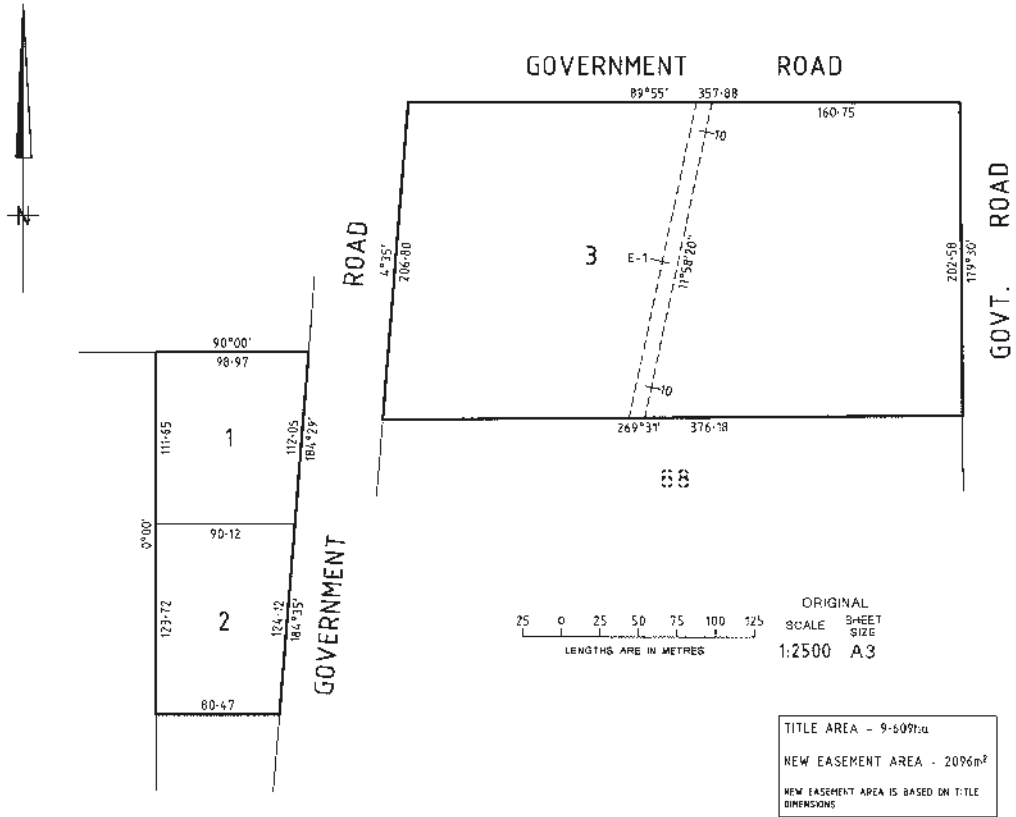 GOVERNMENT ROAD
89°55' 357·88
160·75
10
N
ROAD
4°35'
206·80
3
E-1
11°58'20"
202·58
179°30'
GOVT. ROAD
10
269°31' 376·18
68
90°00'
98·97
111·65
1
112·05
184°29'
0°00'
90·12
123·72
2
124·12
184°35'
GOVERNMENT
80·47
25 0 25 50 75 100 125
LENGTHS ARE IN METRES
ORIGINAL
SCALE SHEET SIZE
1:2500 A3
TITLE AREA - 9·609ha
NEW EASEMENT AREA - 2096m²
NEW EASEMENT AREA IS BASED ON TITLE
DIMENSIONS